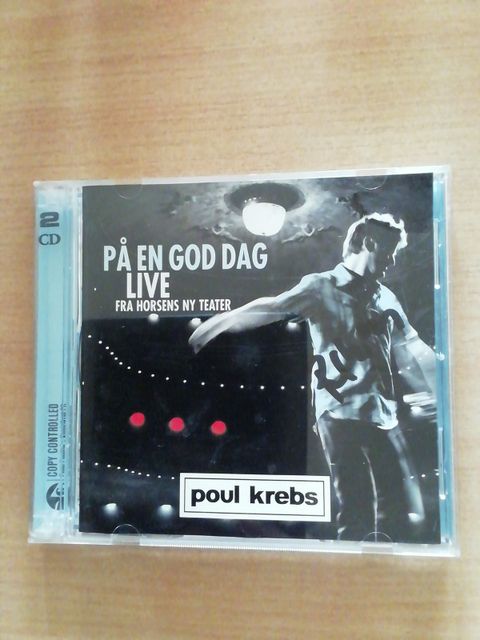 2
CD
PÅ EN GOD DAG
LIVE
FRA HORSENS NY TEATER
poul krebs
COPY CONTROLLED